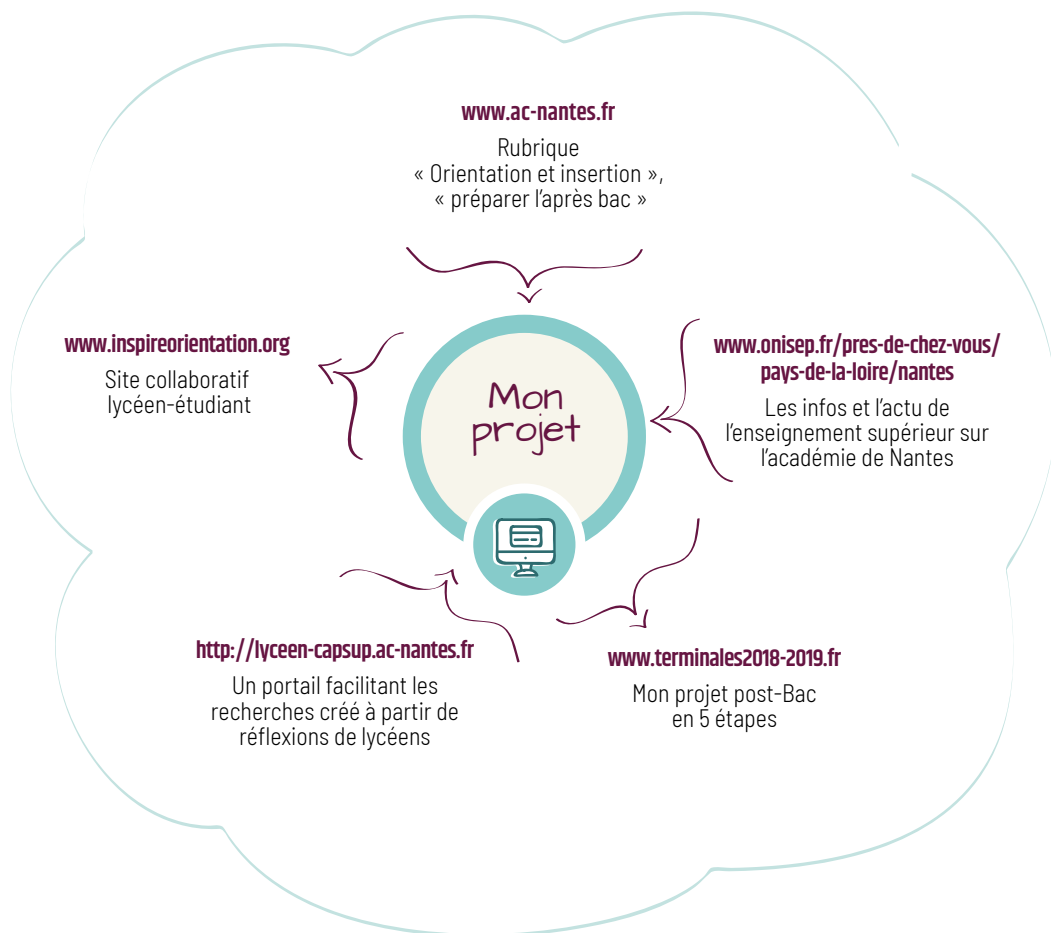 www.ac-nantes.fr
Rubrique
« Orientation et insertion »,
« préparer l'après bac »
www.inspireorientation.org
Site collaboratif
lycéen-étudiant
Mon
projet
www.onisep.fr/pres-de-chez-vous/
pays-de-la-loire/nantes
Les infos et l'actu de
l'enseignement supérieur sur
l'académie de Nantes
http://lyceen-capsup.ac-nantes.fr
Un portail facilitant les
recherches créé à partir de
réflexions de lycéens
www.terminales2018-2019.fr
Mon projet post-Bac
en 5 étapes